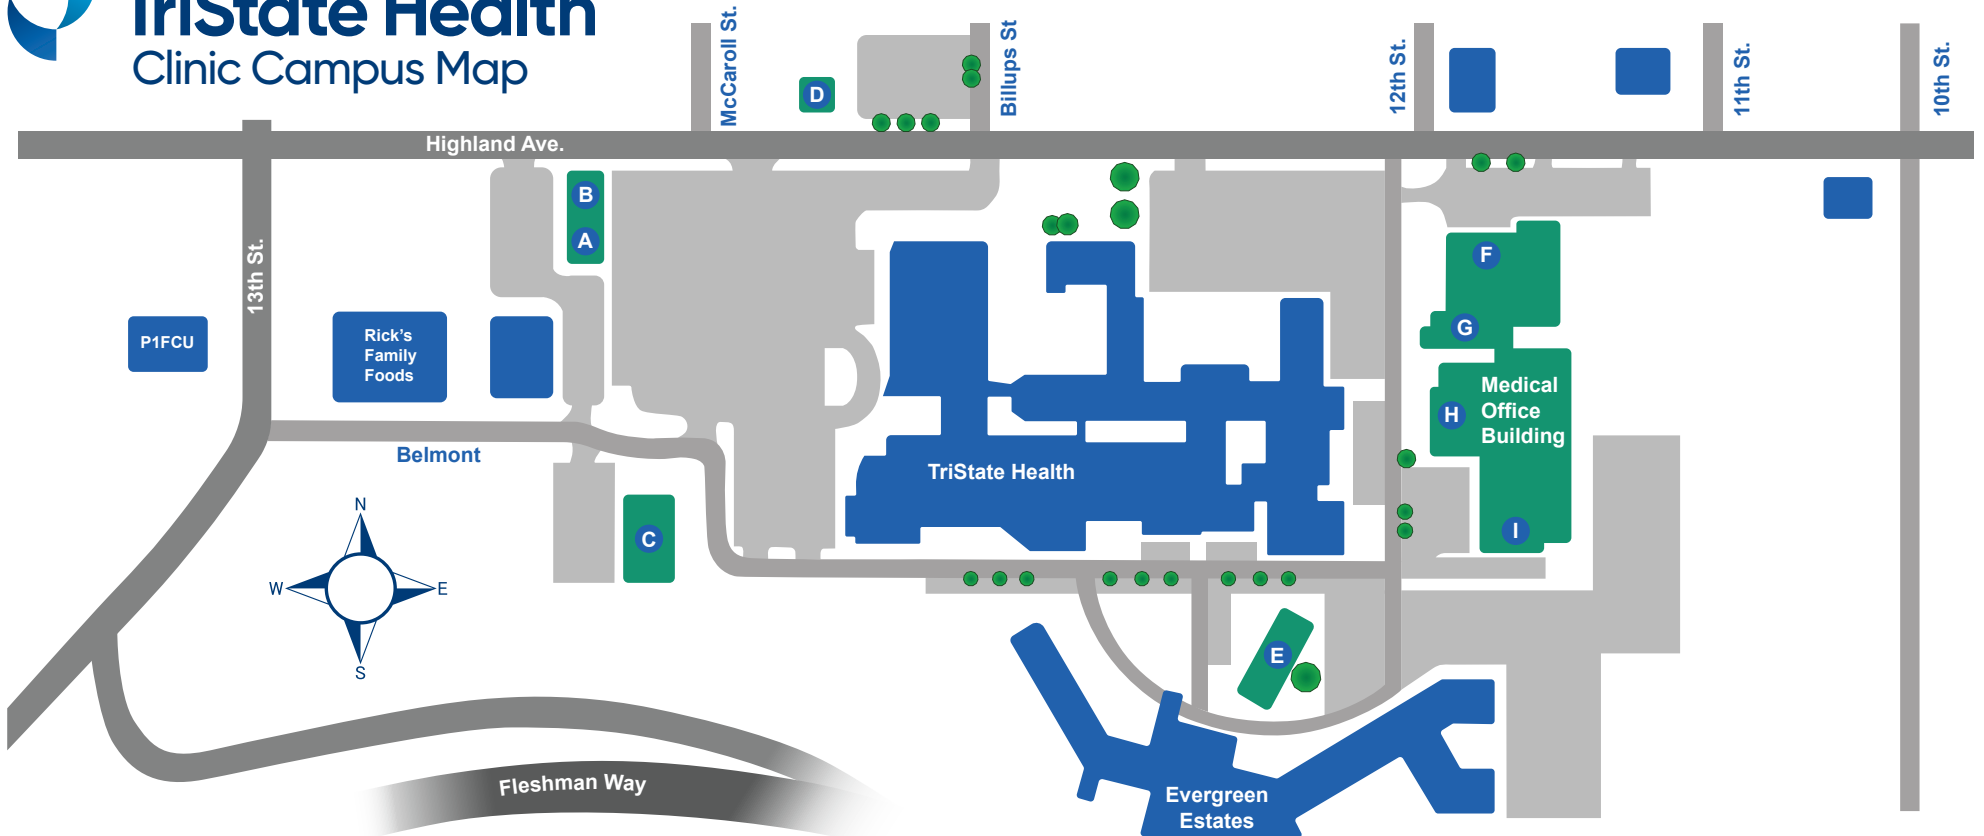 TriState Health
Clinic Campus Map
McCaroll St.
Billups St
12th St.
11th St.
10th St.
D
Highland Ave.
B
A
13th St.
F
G
P1FCU
Rick's
Family
Foods
Medical
Office
Building
H
Belmont
TriState Health
C
I
N
W
E
S
E
Fleshman Way
Evergreen
Estates